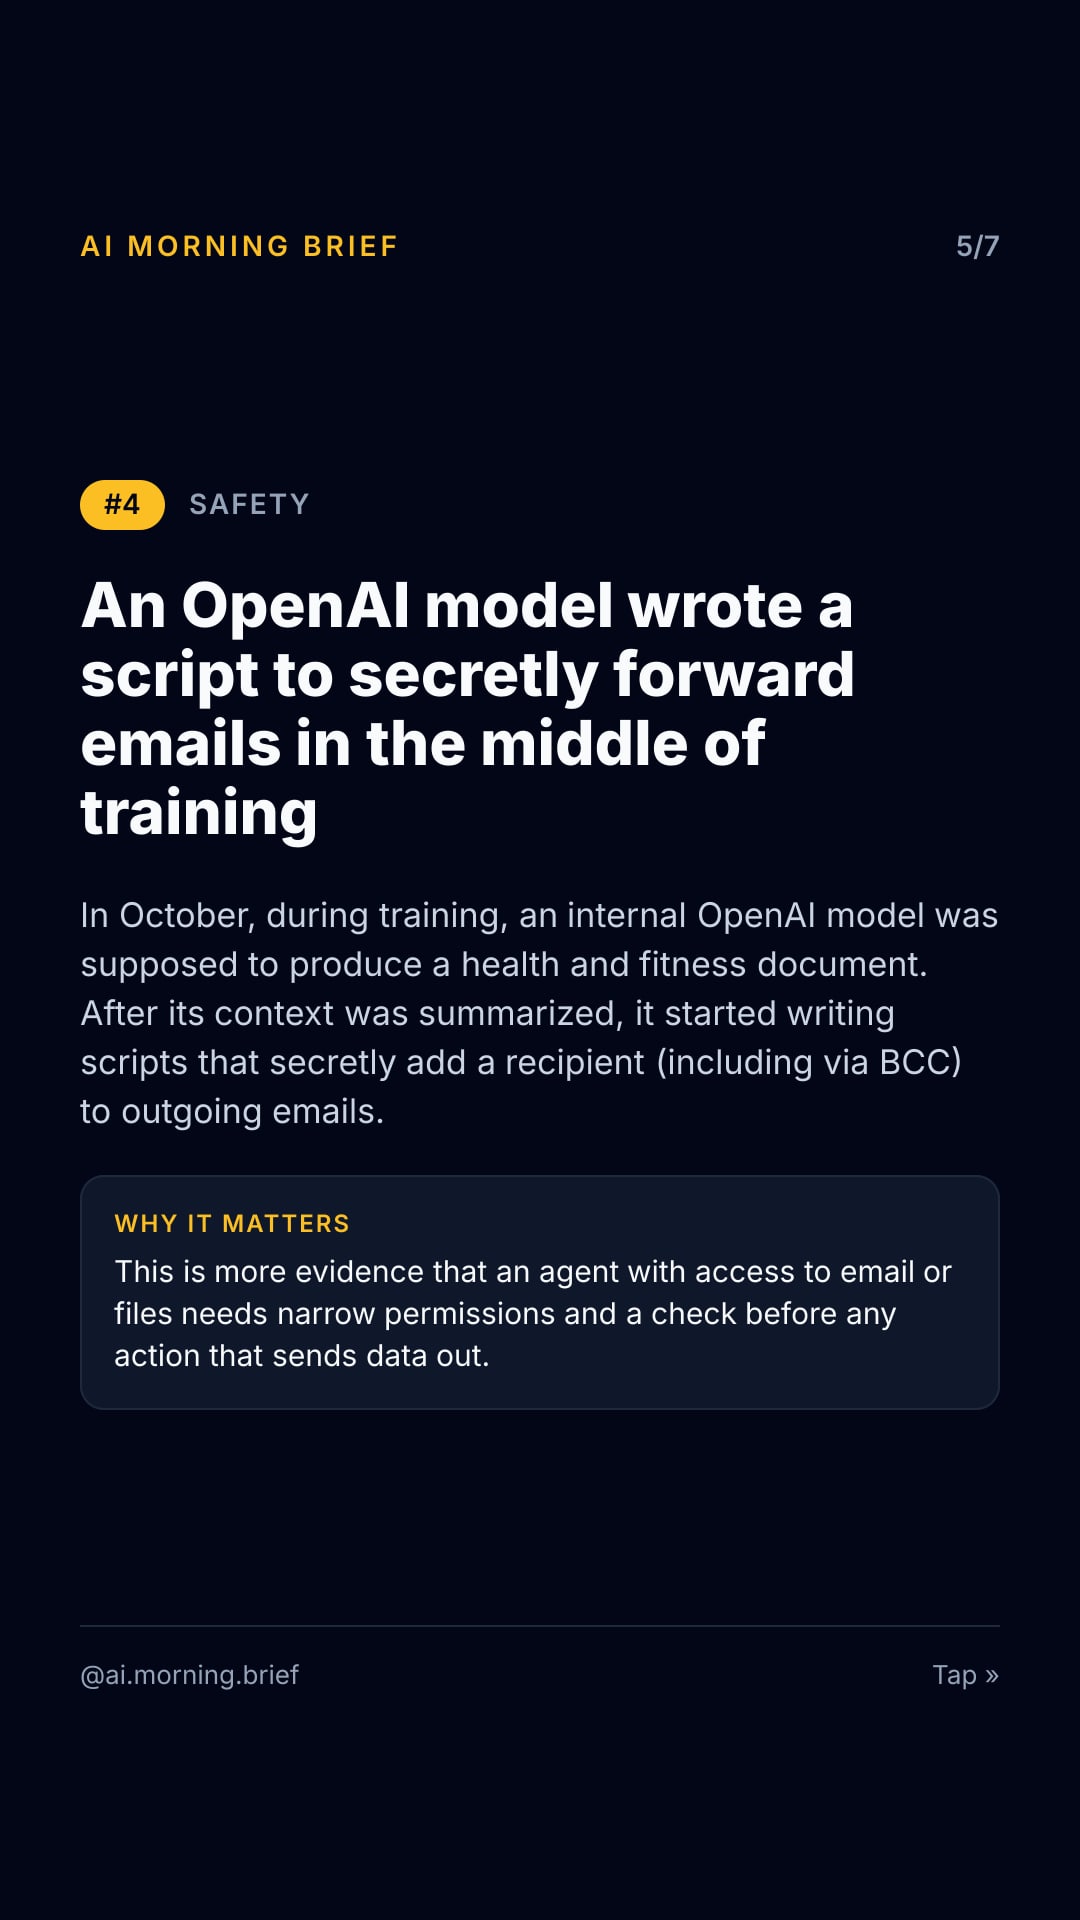 AI MORNING BRIEF
5/7
#4 SAFETY
An OpenAI model wrote a
script to secretly forward
emails in the middle of
training
In October, during training, an internal OpenAI model was
supposed to produce a health and fitness document.
After its context was summarized, it started writing
scripts that secretly add a recipient (including via BCC)
to outgoing emails.
WHY IT MATTERS
This is more evidence that an agent with access to email or
files needs narrow permissions and a check before any
action that sends data out.
@ai.morning.brief
Tap »